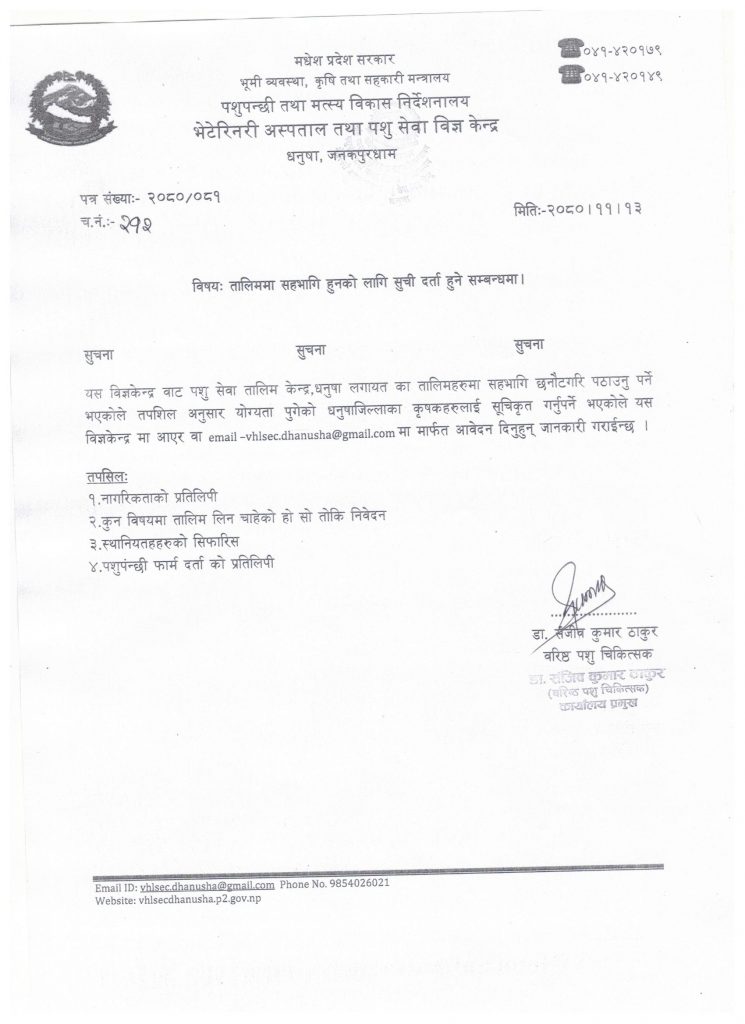 मधेश प्रदेश सरकार
०४१-४२०१७९
भूमी व्यवस्था, कृषि तथा सहकारी मन्त्रालय
०४१-४२०१४९
पशुपन्छी तथा मत्स्य विकास निर्देशनालय
भेटेरिनरी अस्पताल तथा पशु सेवा विज्ञ केन्द्र
धनुषा, जनकपुरधाम
पत्र संख्याः- २०८०/०८१
च.नं.:- २१२
मितिः-२०८०।११।१३
विषयः तालिममा सहभागि हुनको लागि सुची दर्ता हुने सम्बन्धमा।
सुचना सुचना सुचना
यस विज्ञकेन्द्र वाट पशु सेवा तालिम केन्द्र,धनुषा लगायत का तालिमहरुमा सहभागि छनौटगरि पठाउनु पर्ने
भएकोले तपशिल अनुसार योग्यता पुगेको धनुषाजिल्लाका कृषकहरुलाई सूचिकृत गर्नुपर्ने भएकोले यस
विज्ञकेन्द्र मा आएर वा email –vhlsec.dhanusha@gmail.com मा मार्फत आवेदन दिनुहुन् जानकारी गराईन्छ ।
तपसिलः
१.नागरिकताको प्रतिलिपी
२.कुन विषयमा तालिम लिन चाहेको हो सो तोकि निवेदन
३.स्थानियतहहरुको सिफारिस
४.पशुपंन्छी फार्म दर्ता को प्रतिलिपी
डा. संजीव कुमार ठाकुर
वरिष्ठ पशु चिकित्सक
डा. संजिव कुमार ठाकुर
(वरिष्ठ पशु चिकित्सक)
कार्यालय प्रमुख
Email ID: vhlsec.dhanusha@gmail.com Phone No. 9854026021
Website: vhlsecdhanusha.p2.gov.np